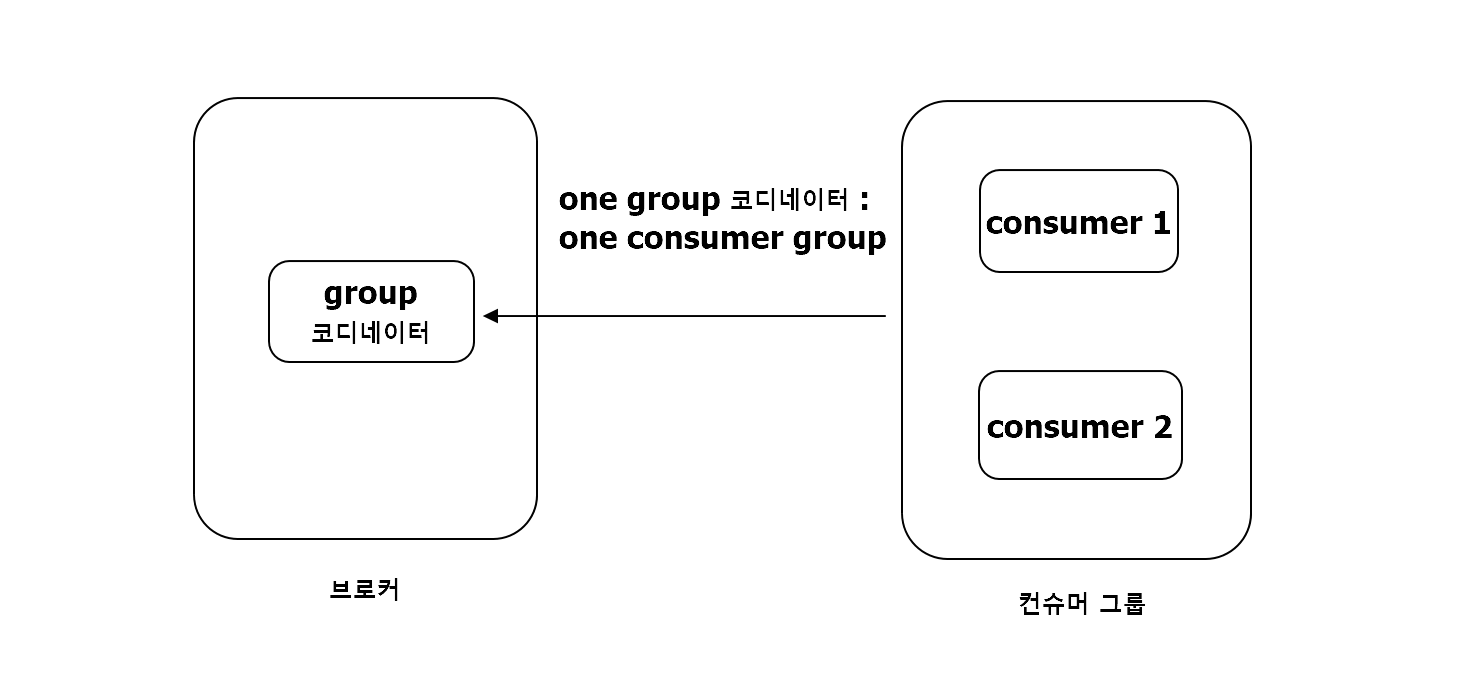 one group 코디네이터 :
one consumer group
group
코디네이터
consumer 1
consumer 2
브로커
컨슈머 그룹